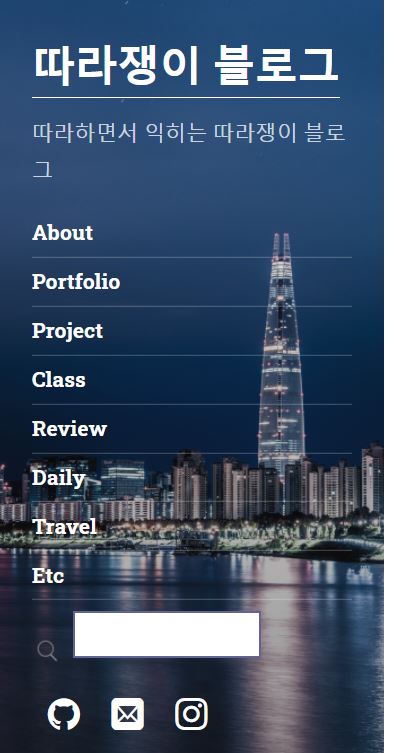 따라쟁이 블로그
따라하면서 익히는 따라쟁이 블로
그
About
Portfolio
Project
Class
Review
Daily
Travel
Etc